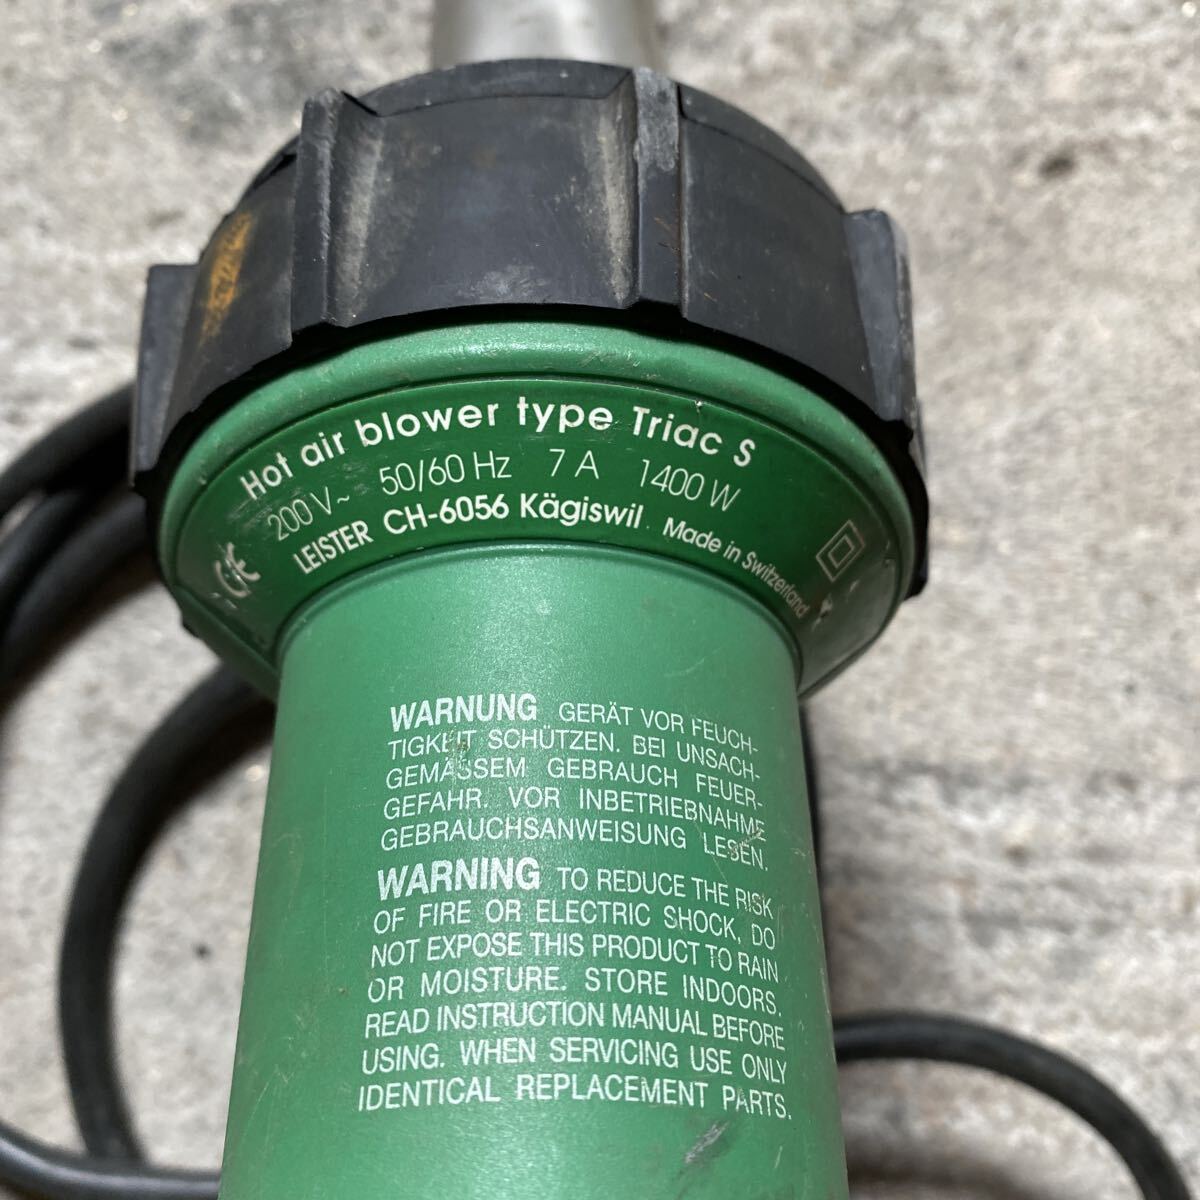 Hot air blower type Triac S
200 V~ 50/60 Hz 7 A 1400 W
LEISTER CH-6056 Kägiswil Made in Switzerland
CE
WARNUNG GERÄT VOR FEUCH-
TIGKEIT SCHÜTZEN. BEI UNSACH-
GEMÄSSEM GEBRAUCH FEUER-
GEFAHR. VOR INBETRIEBNAHME
GEBRAUCHSANWEISUNG LESEN.
WARNING TO REDUCE THE RISK
OF FIRE OR ELECTRIC SHOCK, DO
NOT EXPOSE THIS PRODUCT TO RAIN
OR MOISTURE. STORE INDOORS.
READ INSTRUCTION MANUAL BEFORE
USING. WHEN SERVICING USE ONLY
IDENTICAL REPLACEMENT PARTS.